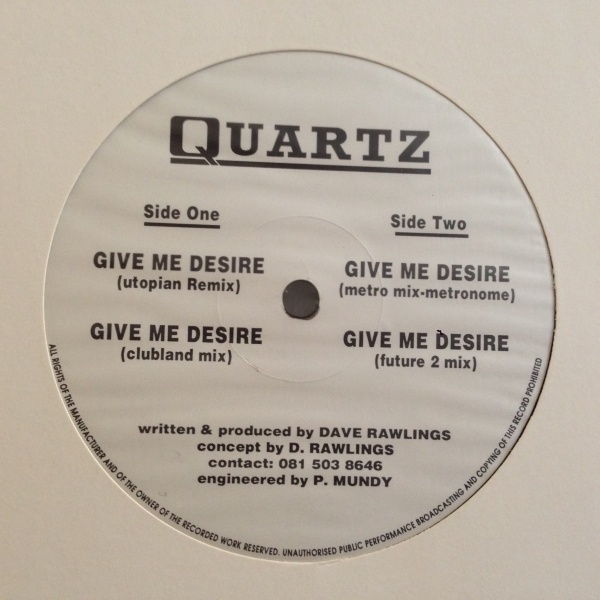 QUARTZ
Side One
GIVE ME DESIRE
(utopian Remix)
GIVE ME DESIRE
(clubland mix)
Side Two
GIVE ME DESIRE
(metro mix-metronome)
GIVE ME DESIRE
(future 2 mix)
written & produced by DAVE RAWLINGS
concept by D. RAWLINGS
contact: 081 503 8646
engineered by P. MUNDY
ALL RIGHTS OF THE MANUFACTURER AND OF THE OWNER OF THE RECORDED WORK RESERVED. UNAUTHORISED PUBLIC PERFORMANCE BROADCASTING AND COPYING OF THIS RECORD PROHIBITED